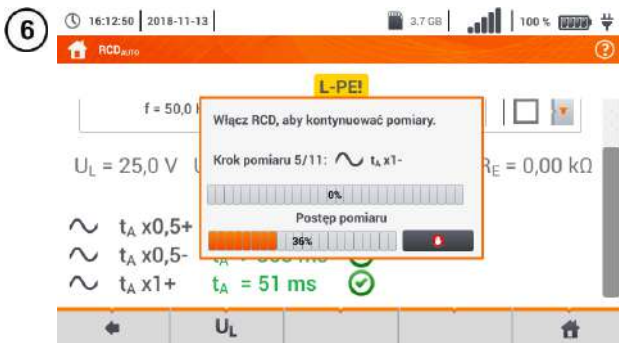 6
16:12:50 2018-11-13 3.7 GB 100 %
RCDAUTO
L-PE!
f = 50,0
Włącz RCD, aby kontynuować pomiary.
Krok pomiaru 5/11: tA x1-
UL = 25,0 V U RE = 0,00 kΩ
0%
Postęp pomiaru
36%
tA x0,5+
tA x0,5- tA = ms
tA x1+ tA = 51 ms
UL